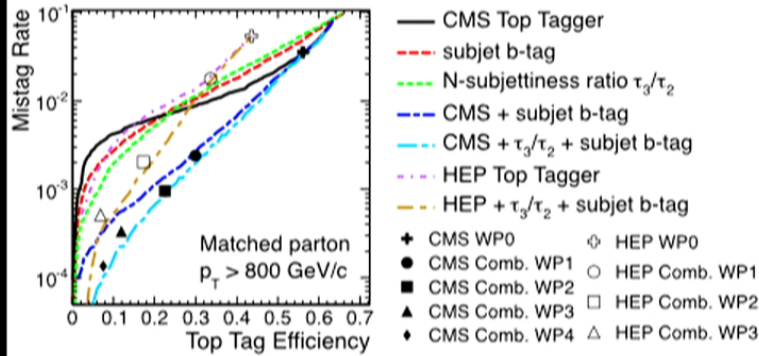 Mistag Rate
10⁻¹
10⁻²
10⁻³
10⁻⁴
0 0.1 0.2 0.3 0.4 0.5 0.6 0.7
Top Tag Efficiency
Matched parton
p_T > 800 GeV/c
CMS Top Tagger
subjet b-tag
N-subjettiness ratio τ₃/τ₂
CMS + subjet b-tag
CMS + τ₃/τ₂ + subjet b-tag
HEP Top Tagger
HEP + τ₃/τ₂ + subjet b-tag
CMS WP0
CMS Comb. WP1
CMS Comb. WP2
CMS Comb. WP3
CMS Comb. WP4
HEP WP0
HEP Comb. WP1
HEP Comb. WP2
HEP Comb. WP3